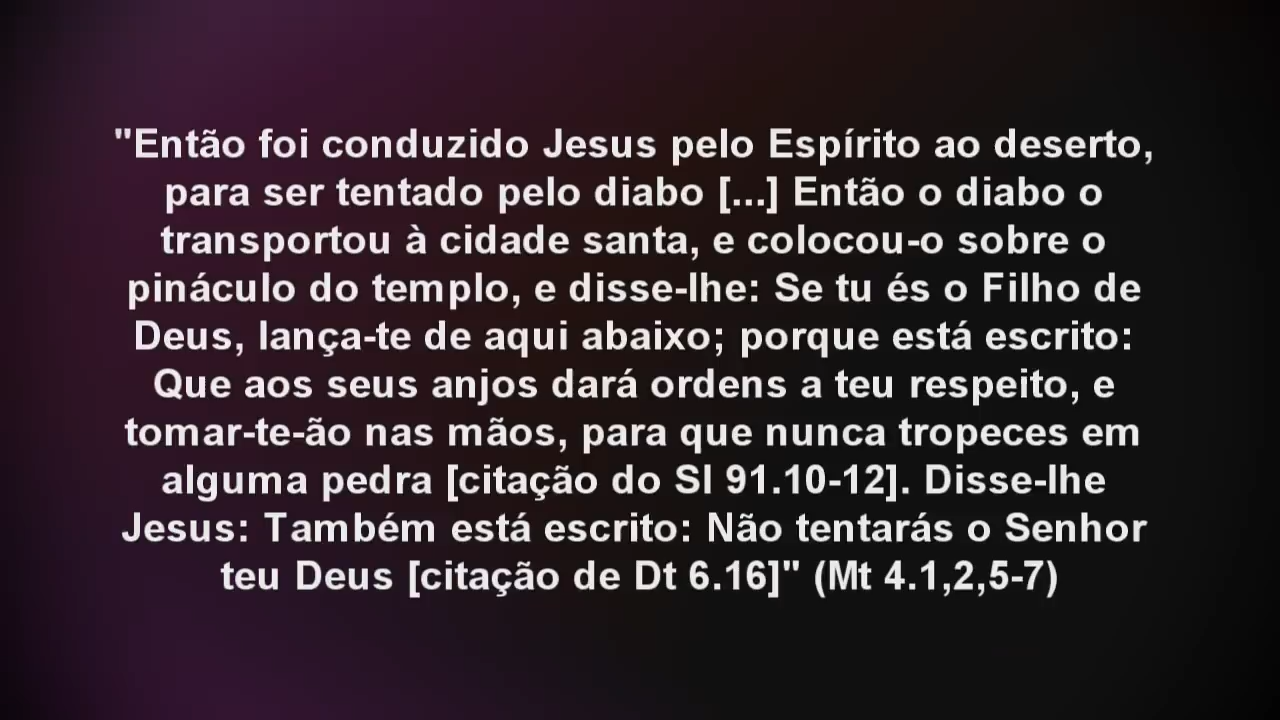 "Então foi conduzido Jesus pelo Espírito ao deserto,
para ser tentado pelo diabo [...] Então o diabo o
transportou à cidade santa, e colocou-o sobre o
pináculo do templo, e disse-lhe: Se tu és o Filho de
Deus, lança-te de aqui abaixo; porque está escrito:
Que aos seus anjos dará ordens a teu respeito, e
tomar-te-ão nas mãos, para que nunca tropeces em
alguma pedra [citação do Sl 91.10-12]. Disse-lhe
Jesus: Também está escrito: Não tentarás o Senhor
teu Deus [citação de Dt 6.16]" (Mt 4.1,2,5-7)